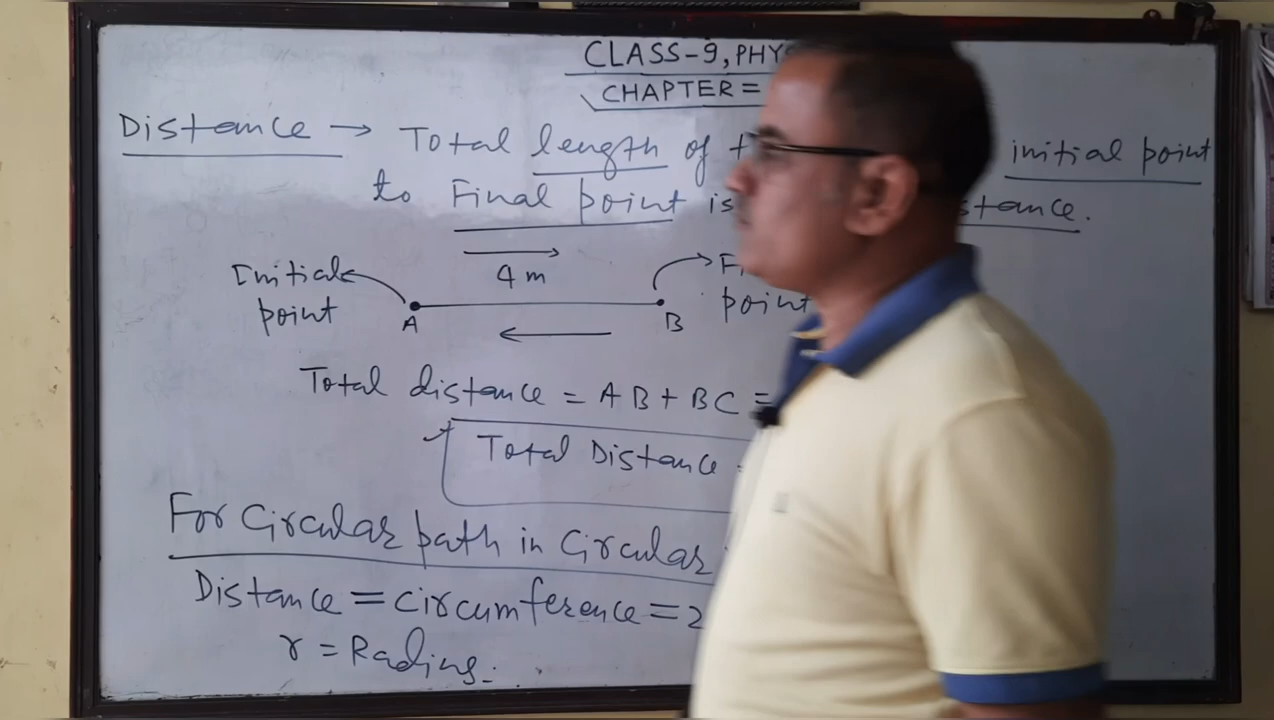 CLASS-9, PHY
CHAPTER =
Distance → Total length of t initial point
to Final point is stance.
4 m
Initial
point
A
B
point
Total distance = AB + BC =
Total Distance
For Circular path in Circular
Distance = circumference = 2
r = Radius.